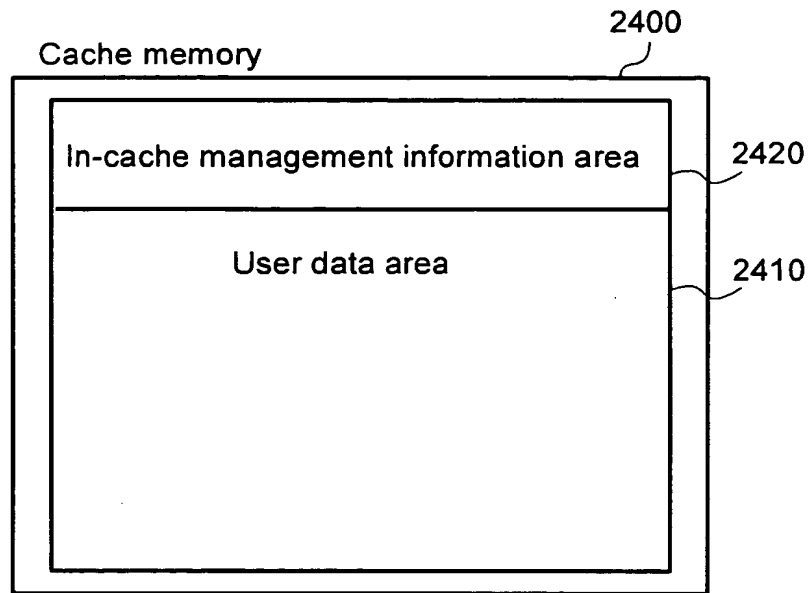 2400
Cache memory
In-cache management information area
2420
User data area
2410